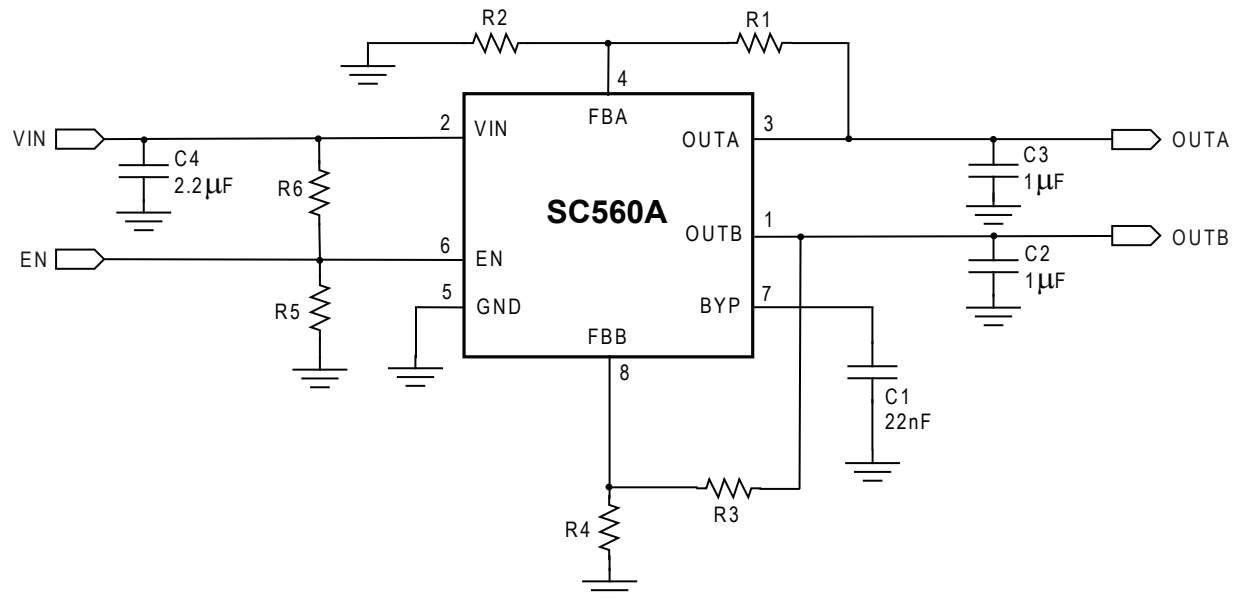 R2
R1
4
VIN
2
VIN
FBA
OUTA
3
OUTA
C4
2.2µF
C3
1µF
R6
SC560A
OUTB
1
OUTB
EN
6
EN
C2
1µF
R5
5
GND
BYP
7
FBB
8
C1
22nF
R4
R3